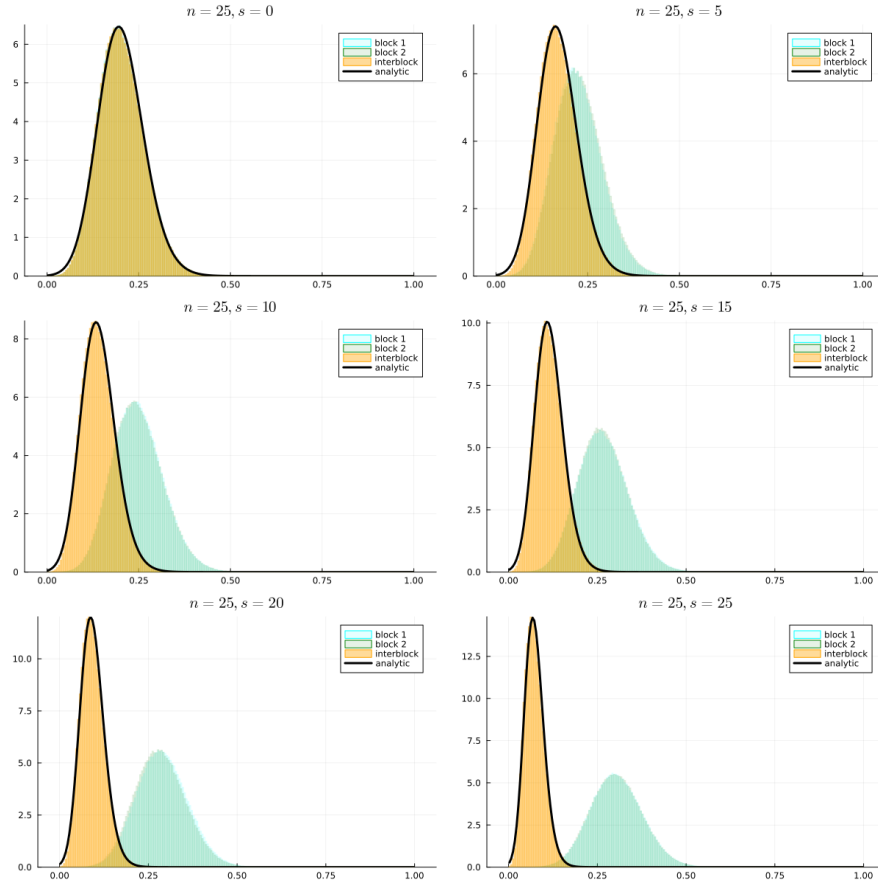 n = 25, s = 0
6
5
4
3
2
1
0
0.00 0.25 0.50 0.75 1.00
block 1
block 2
interblock
analytic
n = 25, s = 5
6
4
2
0
0.00 0.25 0.50 0.75 1.00
block 1
block 2
interblock
analytic
n = 25, s = 10
8
6
4
2
0
0.00 0.25 0.50 0.75 1.00
block 1
block 2
interblock
analytic
n = 25, s = 15
10.0
7.5
5.0
2.5
0.0
0.00 0.25 0.50 0.75 1.00
block 1
block 2
interblock
analytic
n = 25, s = 20
10.0
7.5
5.0
2.5
0.0
0.00 0.25 0.50 0.75 1.00
block 1
block 2
interblock
analytic
n = 25, s = 25
12.5
10.0
7.5
5.0
2.5
0.0
0.00 0.25 0.50 0.75 1.00
block 1
block 2
interblock
analytic